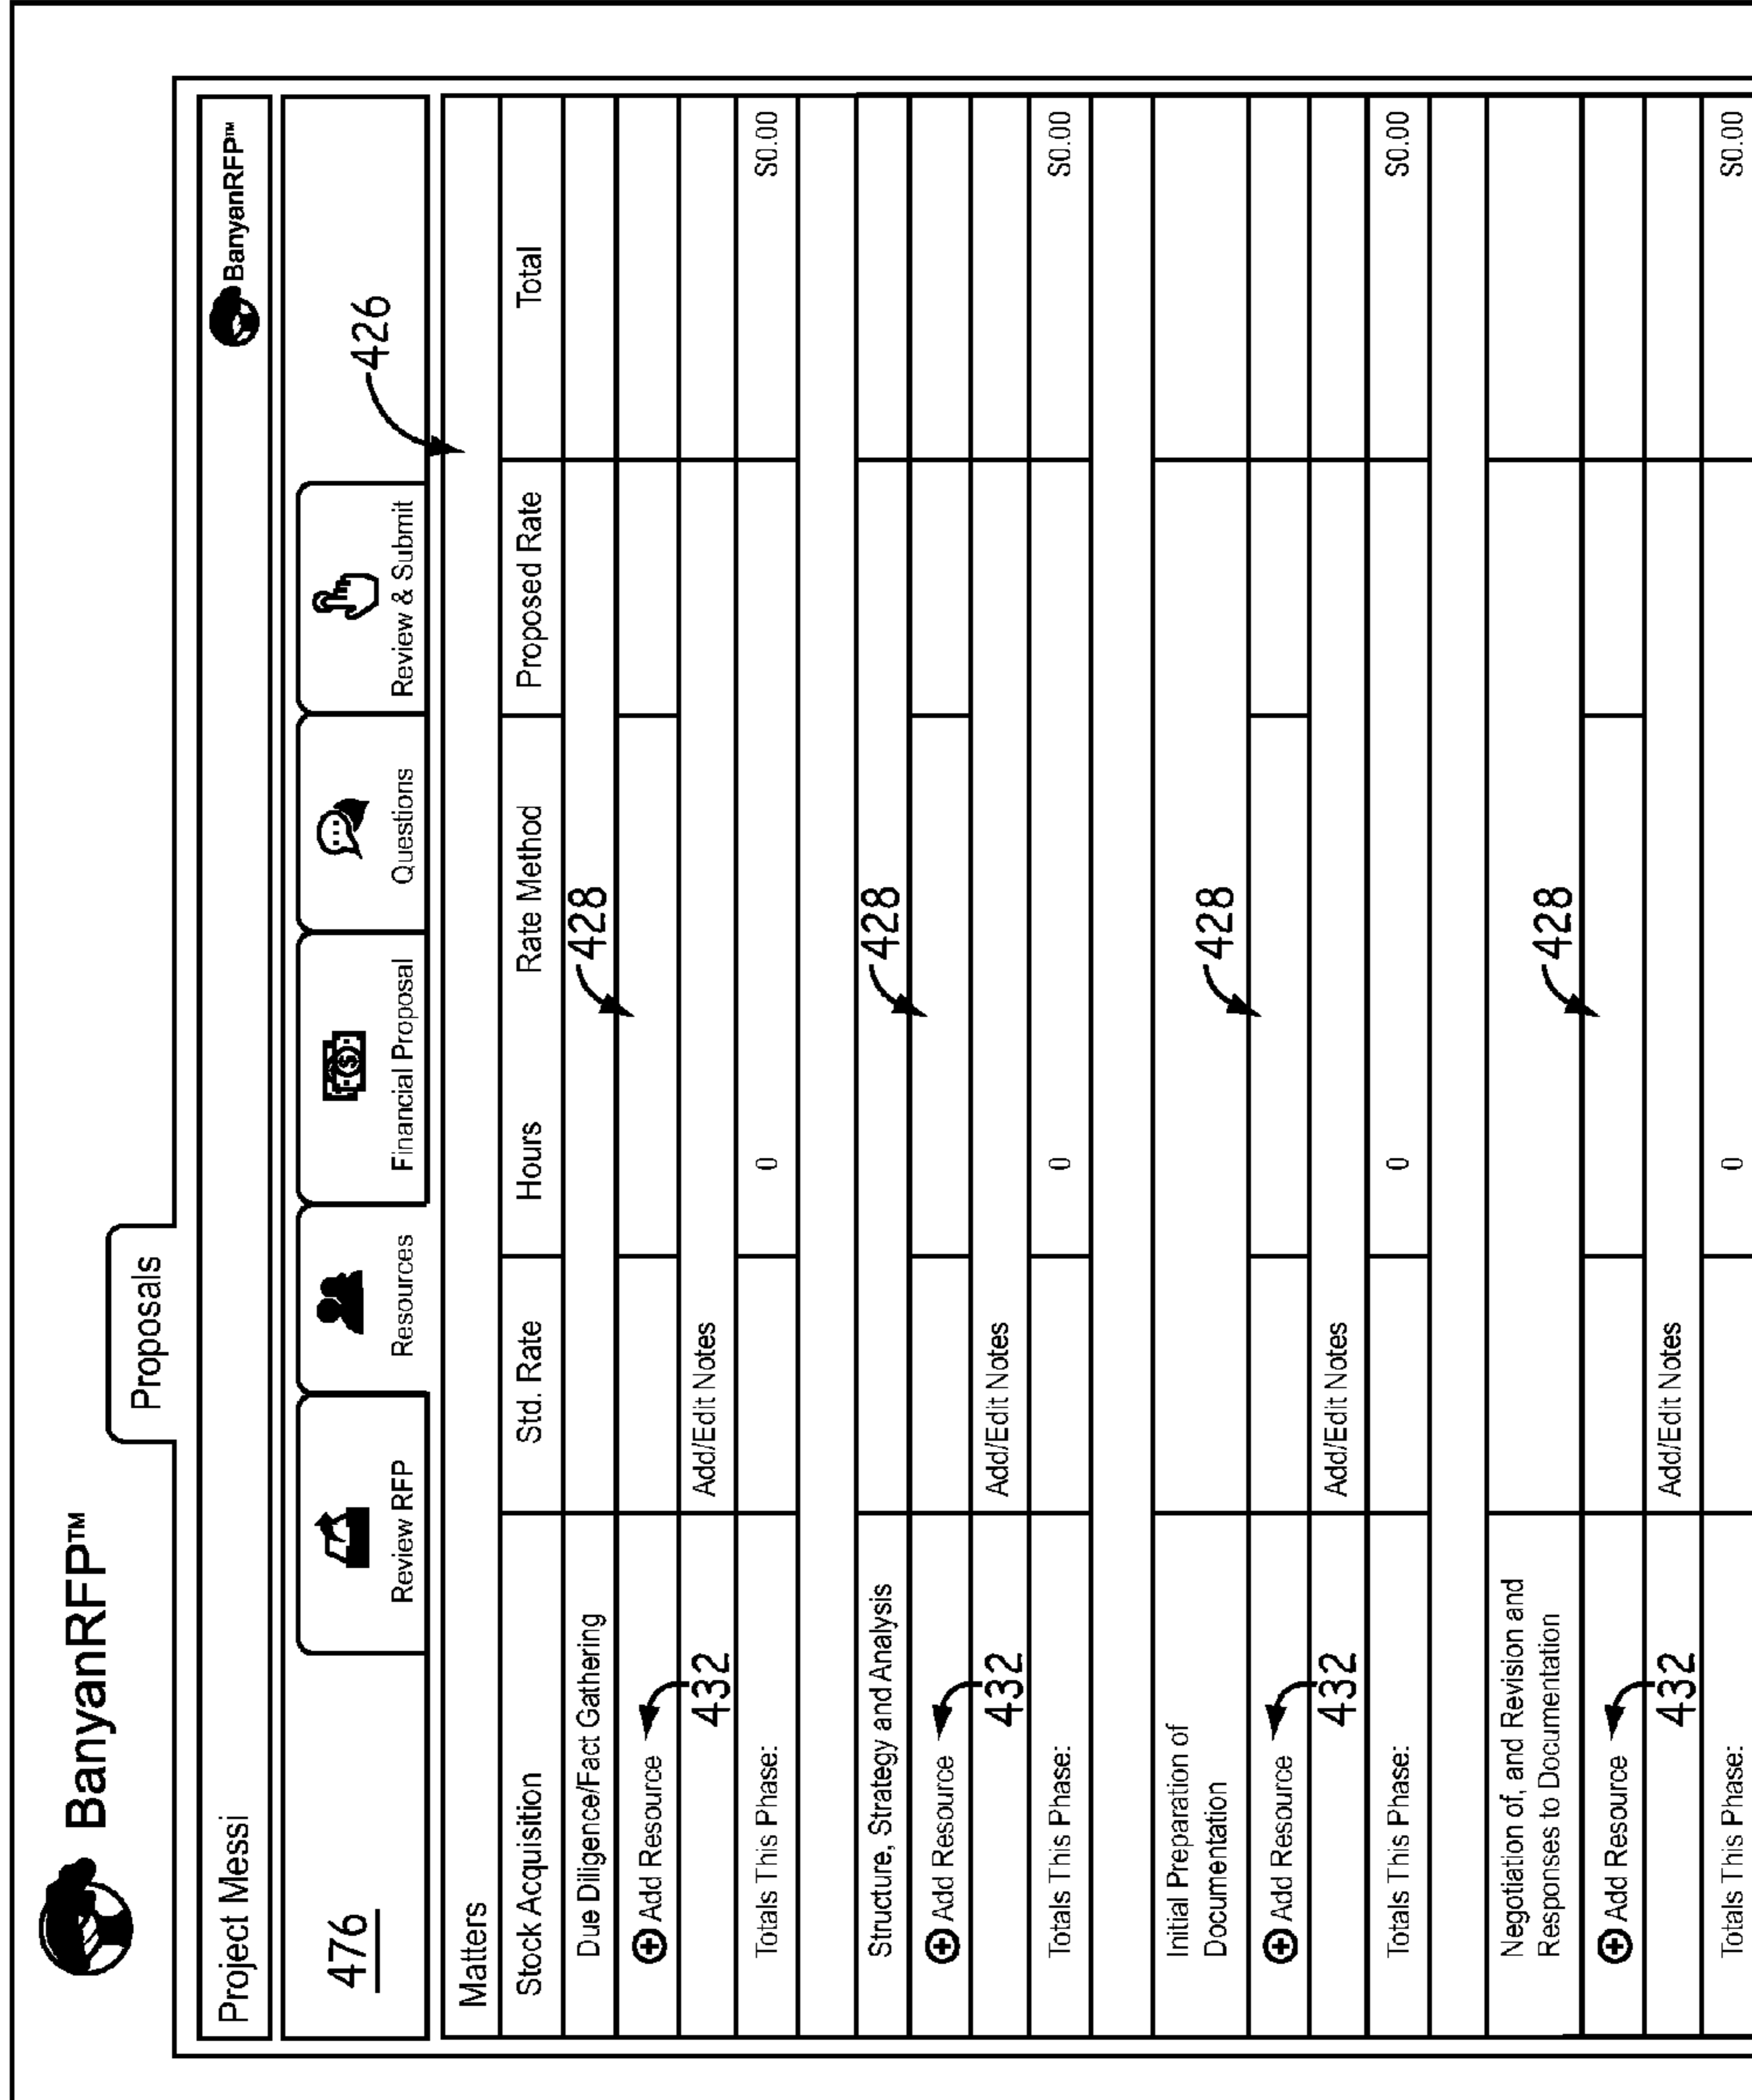 BanyanRFP™
Proposals
Project Messi
BanyanRFP™
476
Review RFP
Resources
Financial Proposal
Questions
Review & Submit
426
Matters
Stock Acquisition Std. Rate Hours Rate Method Proposed Rate Total
Due Diligence/Fact Gathering
428
Add Resource
432
Add/Edit Notes
Totals This Phase: 0 $0.00
Structure, Strategy and Analysis
428
Add Resource
432
Add/Edit Notes
Totals This Phase: 0 $0.00
Initial Preparation of
Documentation
428
Add Resource
432
Add/Edit Notes
Totals This Phase: 0 $0.00
Negotiation of, and Revision and
Responses to Documentation
428
Add Resource
432
Add/Edit Notes
Totals This Phase: 0 $0.00